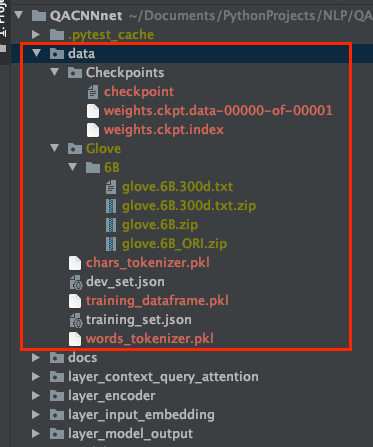 1: Project
QACNNnet ~/Documents/PythonProjects/NLP/QA
.pytest_cache
data
Checkpoints
checkpoint
weights.ckpt.data-00000-of-00001
weights.ckpt.index
Glove
6B
glove.6B.300d.txt
glove.6B.300d.txt.zip
glove.6B.zip
glove.6B_ORI.zip
chars_tokenizer.pkl
dev_set.json
training_dataframe.pkl
training_set.json
words_tokenizer.pkl
docs
layer_context_query_attention
layer_encoder
layer_input_embedding
layer_model_output